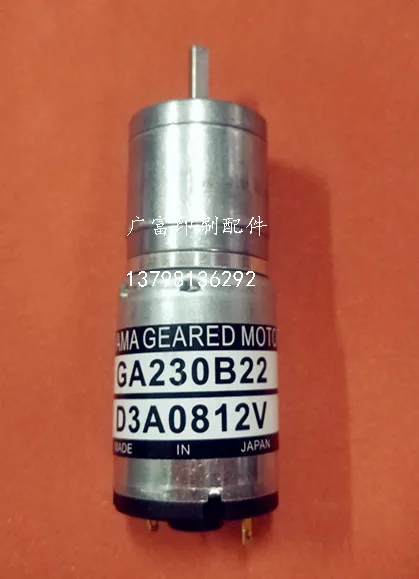 广富印刷配件
13798136292
AMA GEARED MOTO
GA230B22
D3A0812V
MADE IN JAPAN